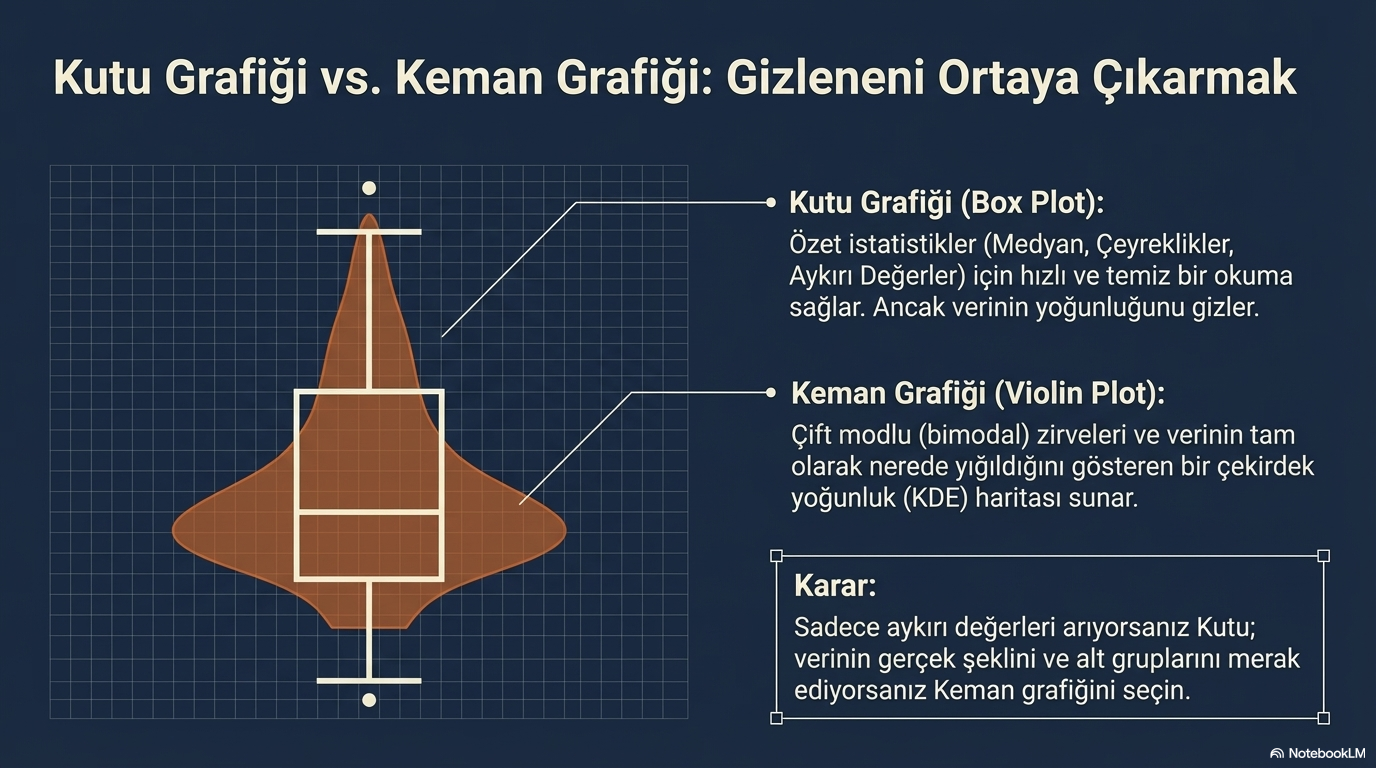 Kutu Grafiği vs. Keman Grafiği: Gizleneni Ortaya Çıkarmak
Kutu Grafiği (Box Plot):
Özet istatistikler (Medyan, Çeyreklikler,
Aykırı Değerler) için hızlı ve temiz bir okuma
sağlar. Ancak verinin yoğunluğunu gizler.
Keman Grafiği (Violin Plot):
Çift modlu (bimodal) zirveleri ve verinin tam
olarak nerede yığıldığını gösteren bir çekirdek
yoğunluk (KDE) haritası sunar.
Karar:
Sadece aykırı değerleri arıyorsanız Kutu;
verinin gerçek şeklini ve alt gruplarını merak
ediyorsanız Keman grafiğini seçin.
NotebookLM